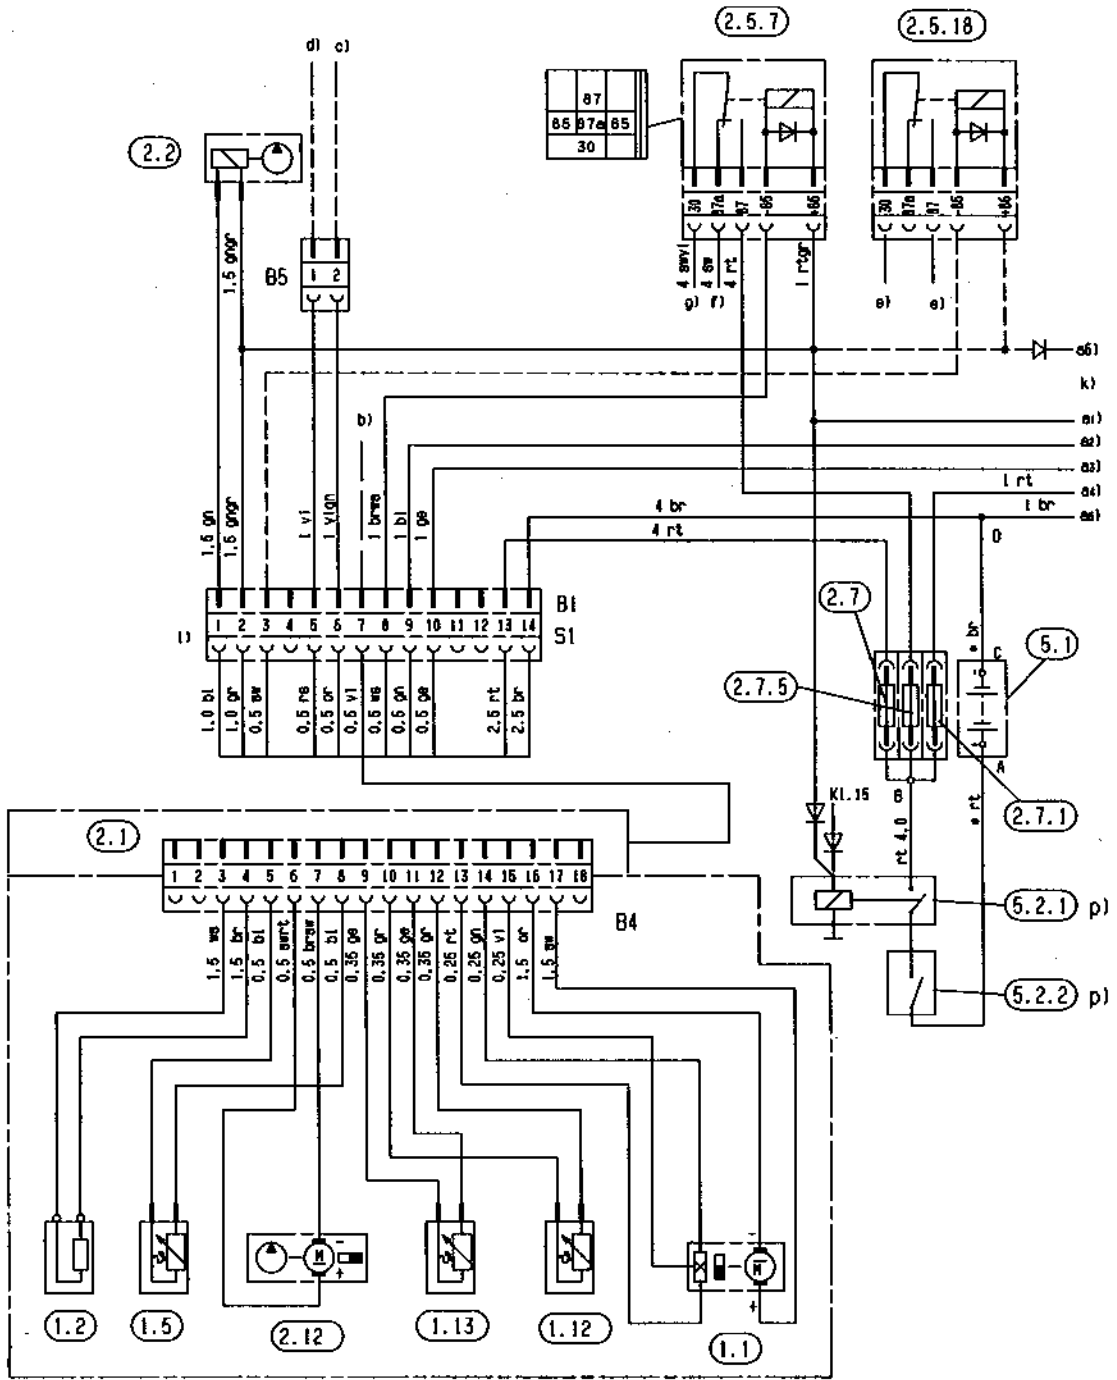 2.5.7
2.5.18
d)
c)
87
86
87a
85
30
2.2
30
87a
87
-85
+86
30
87a
87
-85
+86
B5
1
2
1,5 gngr
4 swvi
4 sw
4 rt
1 rtgr
g)
f)
e)
e)
a6)
k)
b)
a1)
a2)
a3)
1 rt
a4)
4 br
1 br
a5)
4 rt
D
1,5 gn
1,5 gngr
1 vi
1 vign
1 brws
1 bl
1 ge
B1
1
2
3
4
5
6
7
8
9
10
11
12
13
14
S1
2.7
* br
C
5.1
2.7.5
1,0 bl
1,0 gr
0,5 sw
0,5 rs
0,5 or
0,5 vi
0,5 ws
0,5 gn
0,5 ge
2,5 rt
2,5 br
A
B
Kl.15
* rt
2.7.1
rt 4,0
2.1
1
2
3
4
5
6
7
8
9
10
11
12
13
14
15
16
17
18
B4
5.2.1
p)
1,5 ws
1,5 br
0,5 bl
0,5 swrt
0,5 brsw
0,5 bl
0,35 ge
0,35 gr
0,35 ge
0,35 gr
0,25 rt
0,25 gn
0,25 vi
1,5 or
1,5 sw
5.2.2
p)
M
-
+
M
-
+
1.2
1.5
2.12
1.13
1.12
1.1